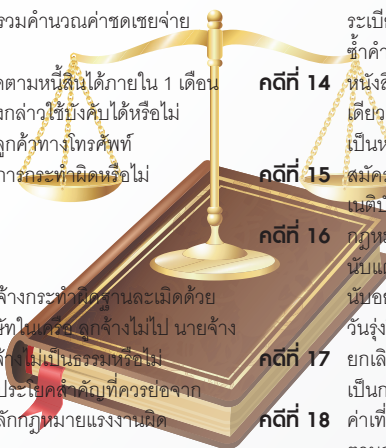 รวมคำนวณค่าชดเชยจ่าย
ตามหนี้สินได้ภายใน 1 เดือน
งกล่าวใช้บังคับได้หรือไม่
ลูกค้าทางโทรศัพท์
การกระทำผิดหรือไม่
จ้างกระทำผิดฐานละเมิดด้วย
ษัทในเครือ ลูกจ้างไม่ไป นายจ้าง
จ้างไม่เป็นธรรมหรือไม่
ประโยคสำคัญที่ควรย่อจาก
ลักกฎหมายแรงงานผิด
ระเบีย
ซ้ำคำ
คดีที่ 14 หนังสื
เดียว
เป็นห
คดีที่ 15 สมัคร
เนติบั
คดีที่ 16 กฎหม
นับแต่
นับอ
วันรุ่ง
คดีที่ 17 ยกเลิ
เป็นก
คดีที่ 18 ค่าเที่